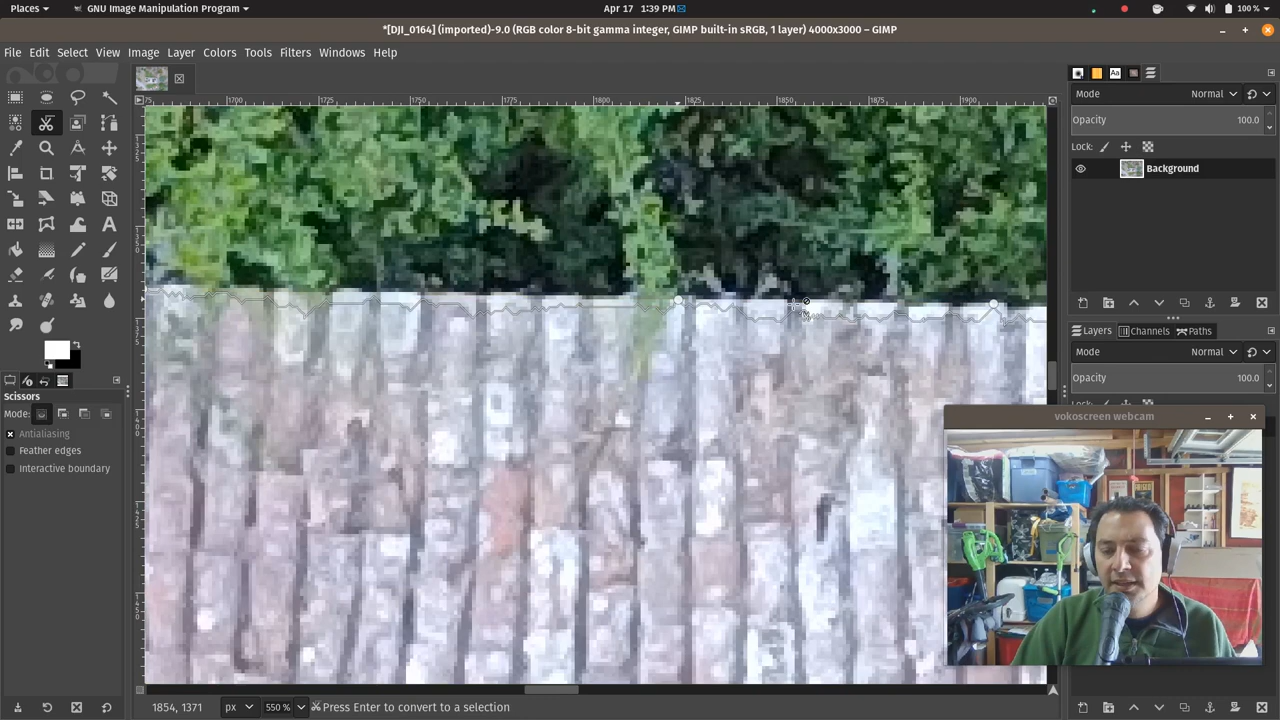 Places
GNU Image Manipulation Program
Apr 17 1:39 PM
100 %
*[DJI_0164] (imported)-9.0 (RGB color 8-bit gamma integer, GIMP built-in sRGB, 1 layer) 4000x3000 – GIMP
File Edit Select View Image Layer Colors Tools Filters Windows Help
Mode Normal
Opacity 100.0
Lock:
Background
1700 1725 1750 1775 1800 1825 1850 1875 1900
Layers Channels Paths
Mode Normal
Opacity 100.0
Scissors
Mode:
Antialiasing
Feather edges
Interactive boundary
vokoscreen webcam
1854, 1371 px 550 % Press Enter to convert to a selection